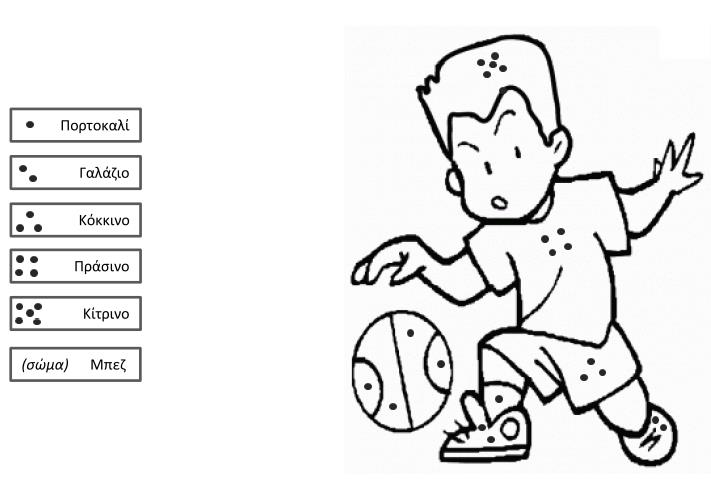 Πορτοκαλί
Γαλάζιο
Κόκκινο
Πράσινο
Κίτρινο
(σώμα) Μπεζ